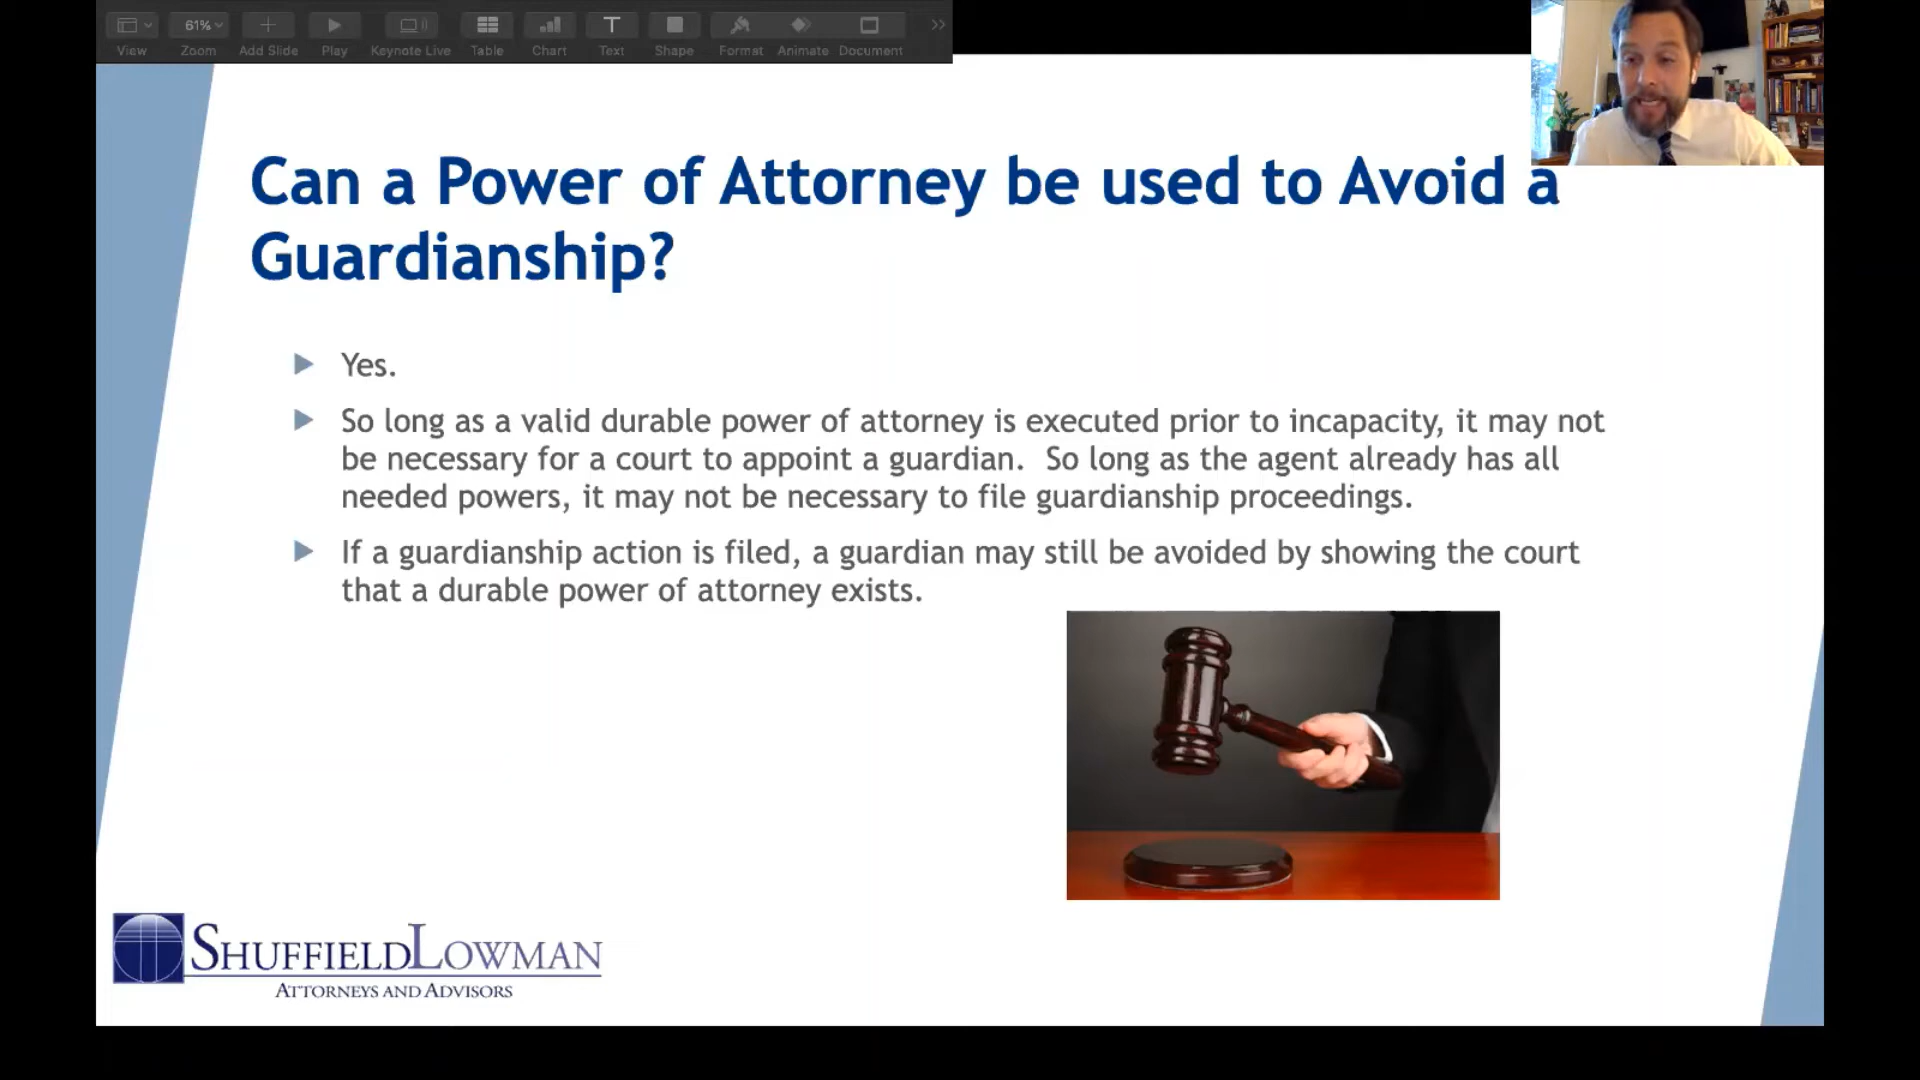 61%
View Zoom Add Slide Play Keynote Live Table Chart Text Shape Format Animate Document
Can a Power of Attorney be used to Avoid a
Guardianship?
Yes.
So long as a valid durable power of attorney is executed prior to incapacity, it may not
be necessary for a court to appoint a guardian. So long as the agent already has all
needed powers, it may not be necessary to file guardianship proceedings.
If a guardianship action is filed, a guardian may still be avoided by showing the court
that a durable power of attorney exists.
SHUFFIELDLOWMAN
ATTORNEYS AND ADVISORS